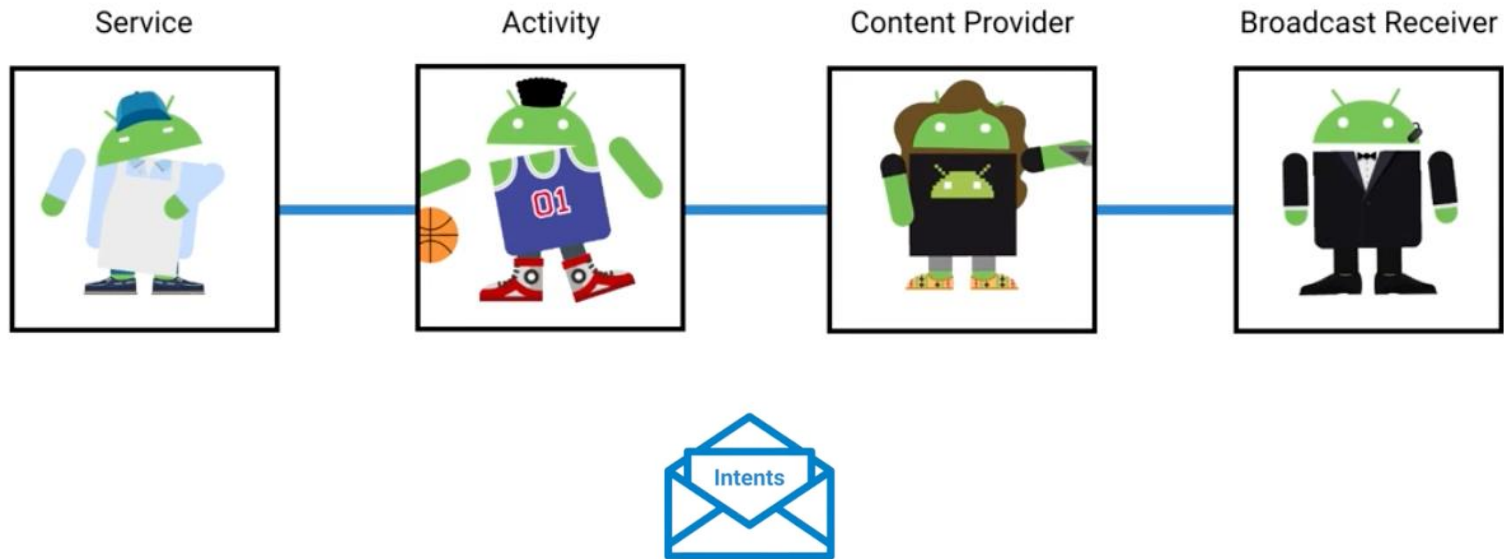 Service
Activity
Content Provider
Broadcast Receiver
01
Intents